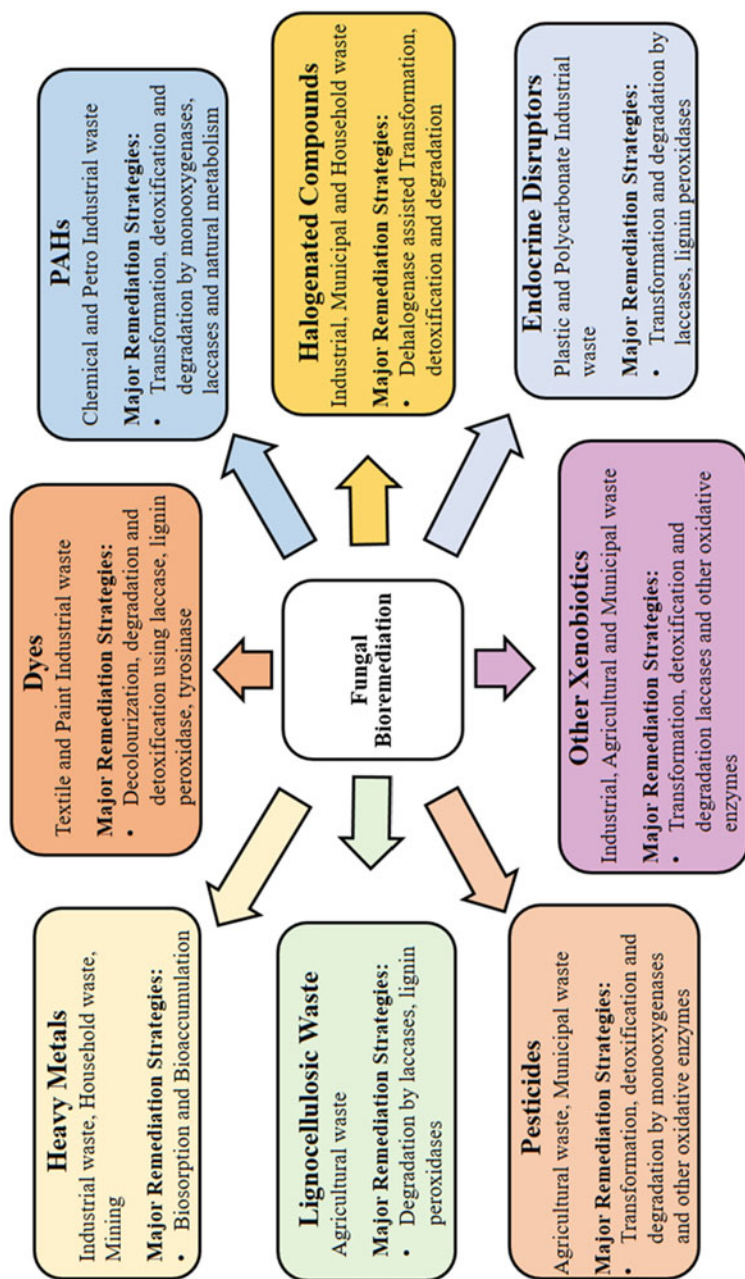 Heavy Metals
Industrial waste, Household waste,
Mining
Major Remediation Strategies:
• Biosorption and Bioaccumulation
Dyes
Textile and Paint Industrial waste
Major Remediation Strategies:
• Decolourization, degradation and
detoxification using laccase, lignin
peroxidase, tyrosinase
PAHs
Chemical and Petro Industrial waste
Major Remediation Strategies:
• Transformation, detoxification and
degradation by monooxygenases,
laccases and natural metabolism
Lignocellulosic Waste
Agricultural waste
Major Remediation Strategies:
• Degradation by laccases, lignin
peroxidases
Fungal
Bioremediation
Halogenated Compounds
Industrial, Municipal and Household waste
Major Remediation Strategies:
• Dehalogenase assisted Transformation,
detoxification and degradation
Pesticides
Agricultural waste, Municipal waste
Major Remediation Strategies:
• Transformation, detoxification and
degradation by monooxygenases
and other oxidative enzymes
Other Xenobiotics
Industrial, Agricultural and Municipal waste
Major Remediation Strategies:
• Transformation, detoxification and
degradation laccases and other oxidative
enzymes
Endocrine Disruptors
Plastic and Polycarbonate Industrial
waste
Major Remediation Strategies:
• Transformation and degradation by
laccases, lignin peroxidases